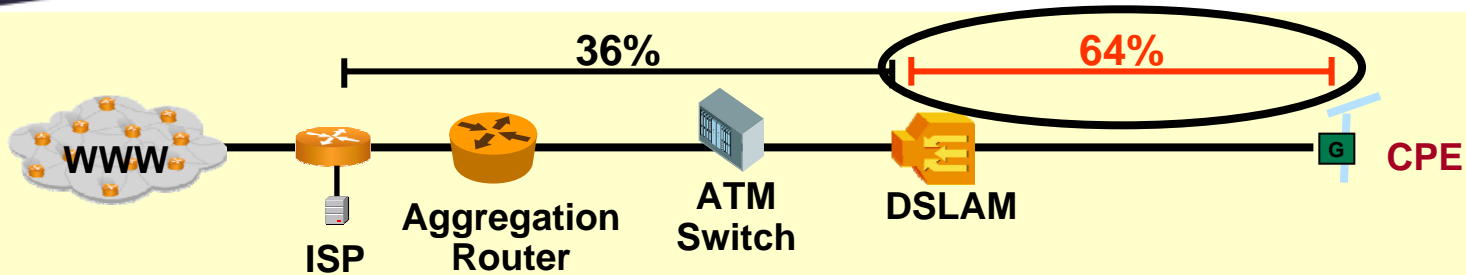 36%
64%
WWW
G
CPE
ISP
Aggregation
Router
ATM
Switch
DSLAM